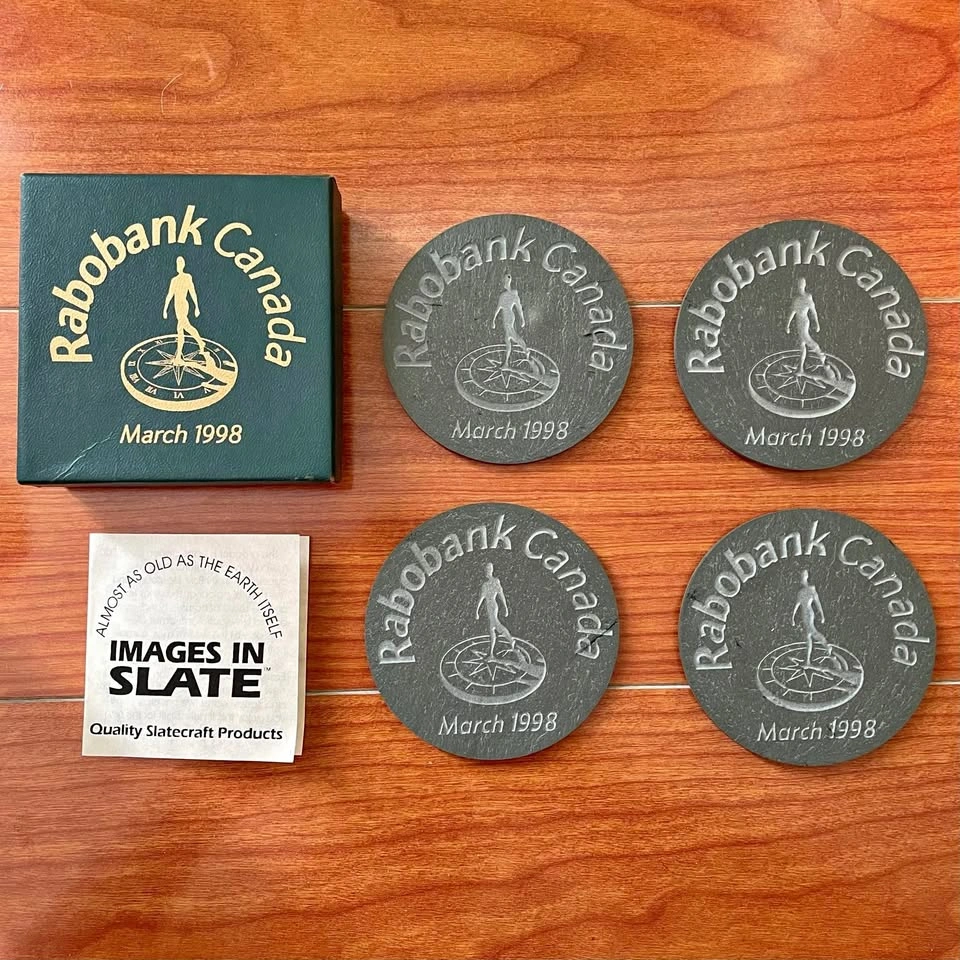 Rabobank Canada
March 1998
Rabobank Canada
March 1998
Rabobank Canada
March 1998
ALMOST AS OLD AS THE EARTH ITSELF
IMAGES IN
SLATE™
Quality Slatecraft Products
Rabobank Canada
March 1998
Rabobank Canada
March 1998